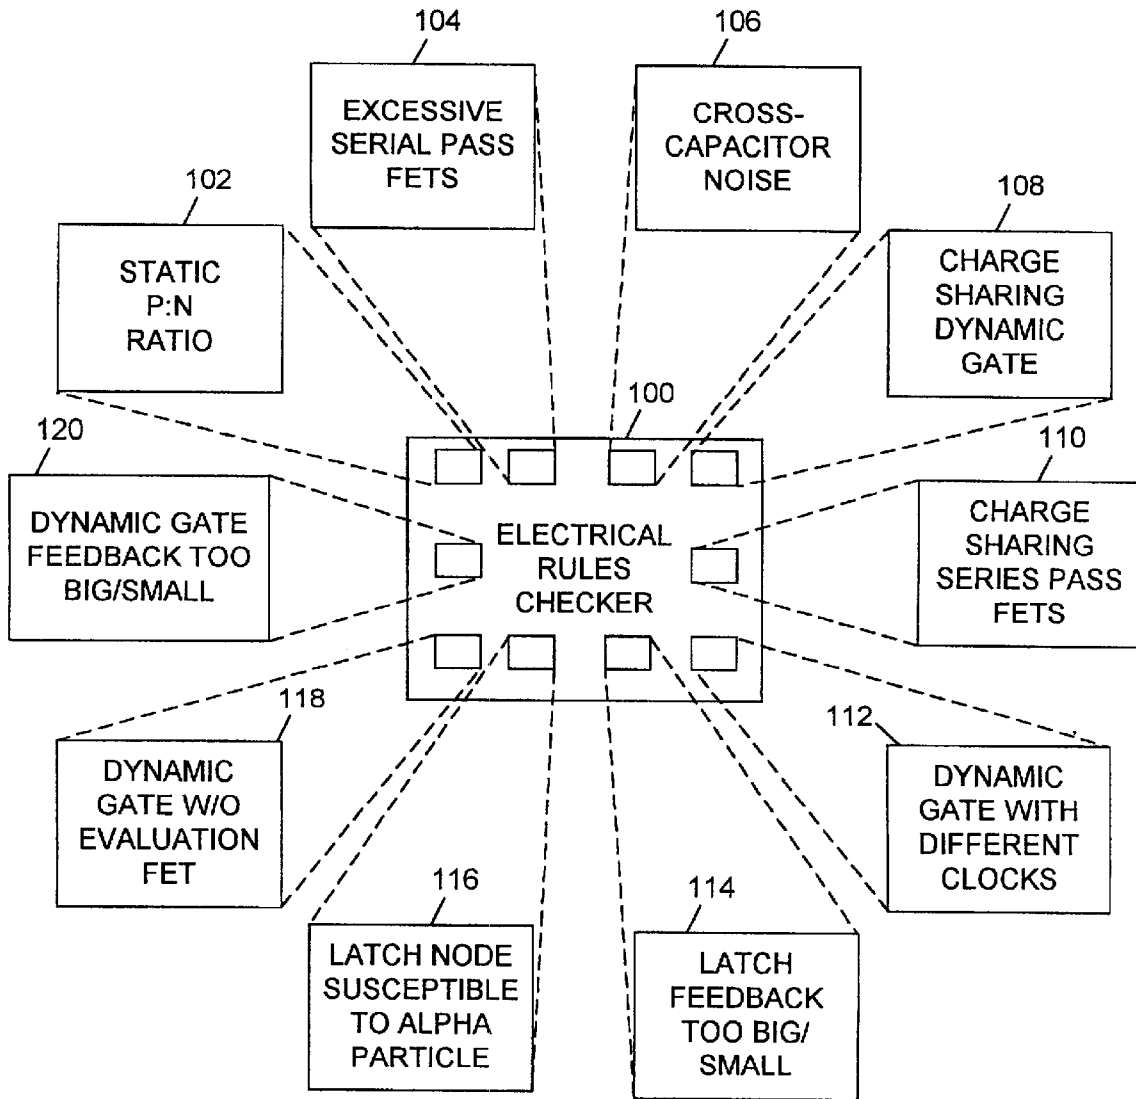 104
EXCESSIVE
SERIAL PASS
FETS
106
CROSS-
CAPACITOR
NOISE
102
STATIC
P:N
RATIO
108
CHARGE
SHARING
DYNAMIC
GATE
100
ELECTRICAL
RULES
CHECKER
120
DYNAMIC GATE
FEEDBACK TOO
BIG/SMALL
110
CHARGE
SHARING
SERIES PASS
FETS
118
DYNAMIC
GATE W/O
EVALUATION
FET
112
DYNAMIC
GATE WITH
DIFFERENT
CLOCKS
116
LATCH NODE
SUSCEPTIBLE
TO ALPHA
PARTICLE
114
LATCH
FEEDBACK
TOO BIG/
SMALL